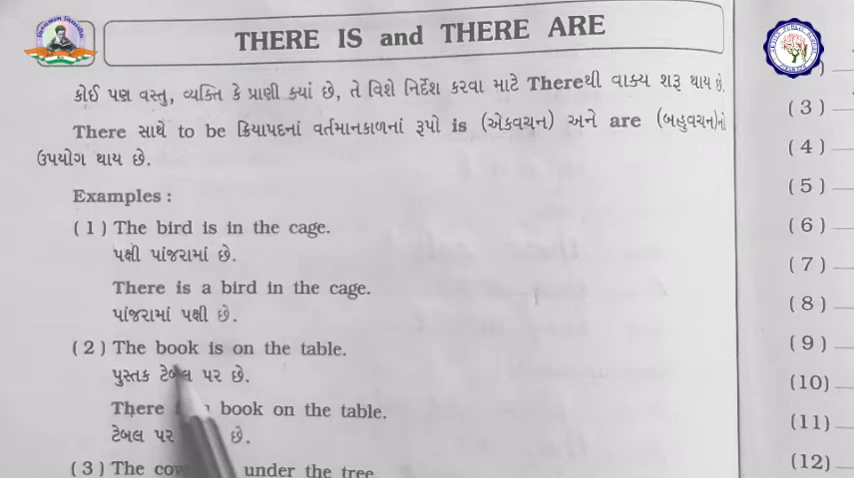 THERE IS and THERE ARE
કોઈ પણ વસ્તુ, વ્યક્તિ કે પ્રાણી ક્યાં છે, તે વિશે નિર્દેશ કરવા માટે Thereથી વાક્ય શરૂ થાય છે.
There સાથે to be ક્રિયાપદનાં વર્તમાનકાળનાં રૂપો is (એકવચન) અને are (બહુવચન)નો
ઉપયોગ થાય છે.
Examples :
(1) The bird is in the cage.
પક્ષી પાંજરામાં છે.
There is a bird in the cage.
પાંજરામાં પક્ષી છે.
(2) The book is on the table.
પુસ્તક ટેબલ પર છે.
There book on the table.
ટેબલ પર છે.
(3) The under the tree.
(3)
(4)
(5)
(6)
(7)
(8)
(9)
(10)
(11)
(12)